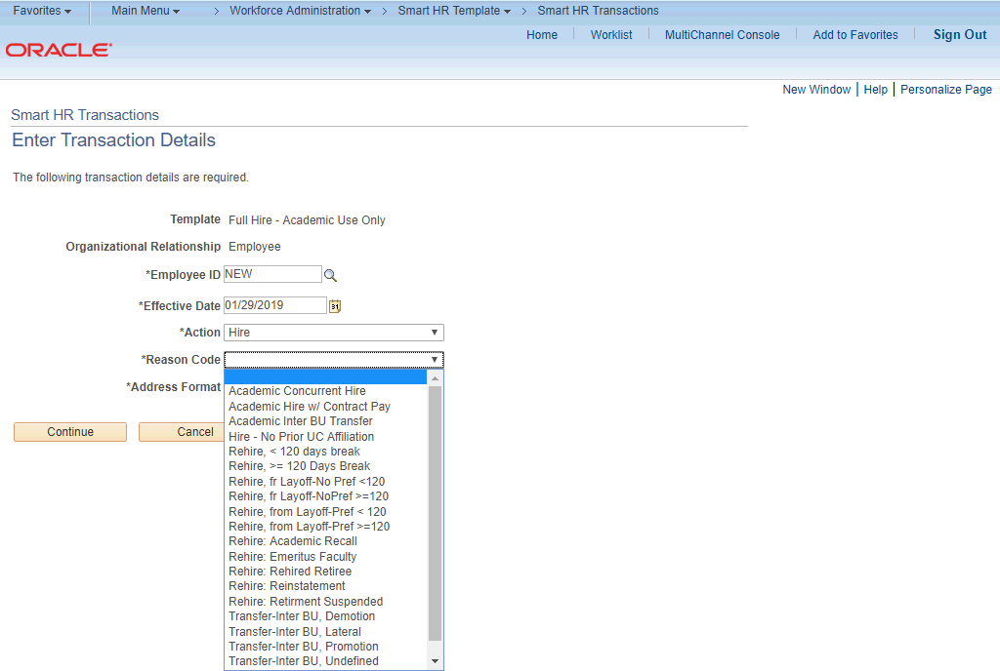 Favorites Main Menu > Workforce Administration > Smart HR Template > Smart HR Transactions
Home Worklist MultiChannel Console Add to Favorites Sign Out
ORACLE
New Window Help Personalize Page
Smart HR Transactions
Enter Transaction Details
The following transaction details are required.
Template Full Hire - Academic Use Only
Organizational Relationship Employee
*Employee ID NEW
*Effective Date 01/29/2019
*Action Hire
*Reason Code
*Address Format
Continue Cancel
Academic Concurrent Hire
Academic Hire w/ Contract Pay
Academic Inter BU Transfer
Hire - No Prior UC Affiliation
Rehire, < 120 days break
Rehire, >= 120 Days Break
Rehire, fr Layoff-No Pref <120
Rehire, fr Layoff-NoPref >=120
Rehire, from Layoff-Pref < 120
Rehire, from Layoff-Pref >=120
Rehire: Academic Recall
Rehire: Emeritus Faculty
Rehire: Rehired Retiree
Rehire: Reinstatement
Rehire: Retirment Suspended
Transfer-Inter BU, Demotion
Transfer-Inter BU, Lateral
Transfer-Inter BU, Promotion
Transfer-Inter BU, Undefined